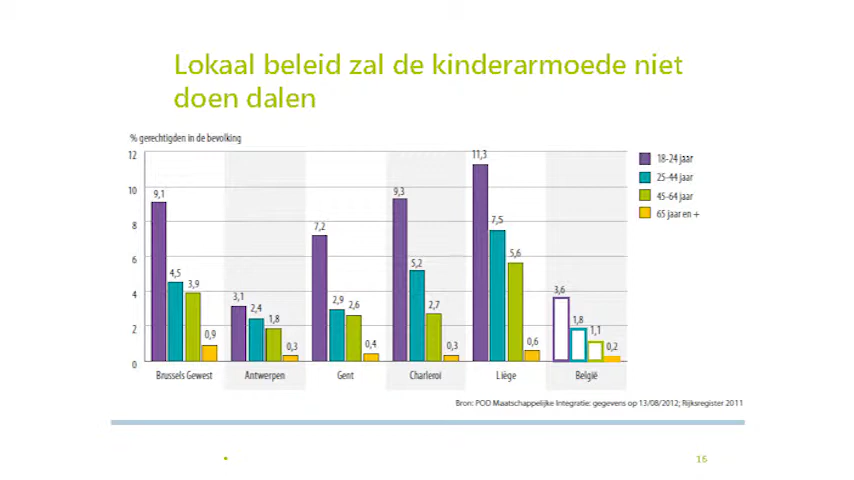 Lokaal beleid zal de kinderarmoede niet
doen dalen
% gerechtigden in de bevolking
12
10
8
6
4
2
0
9,1
4,5
3,9
0,9
3,1
2,4
1,8
0,3
7,2
2,9
2,6
0,4
9,3
5,2
2,7
0,3
11,3
7,5
5,6
0,6
3,6
1,8
1,1
0,2
Brussels Gewest
Antwerpen
Gent
Charleroi
Liège
België
18-24 jaar
25-44 jaar
45-64 jaar
65 jaar en +
Bron: POD Maatschappelijke Integratie: gegevens op 13/08/2012; Rijksregister 2011
16